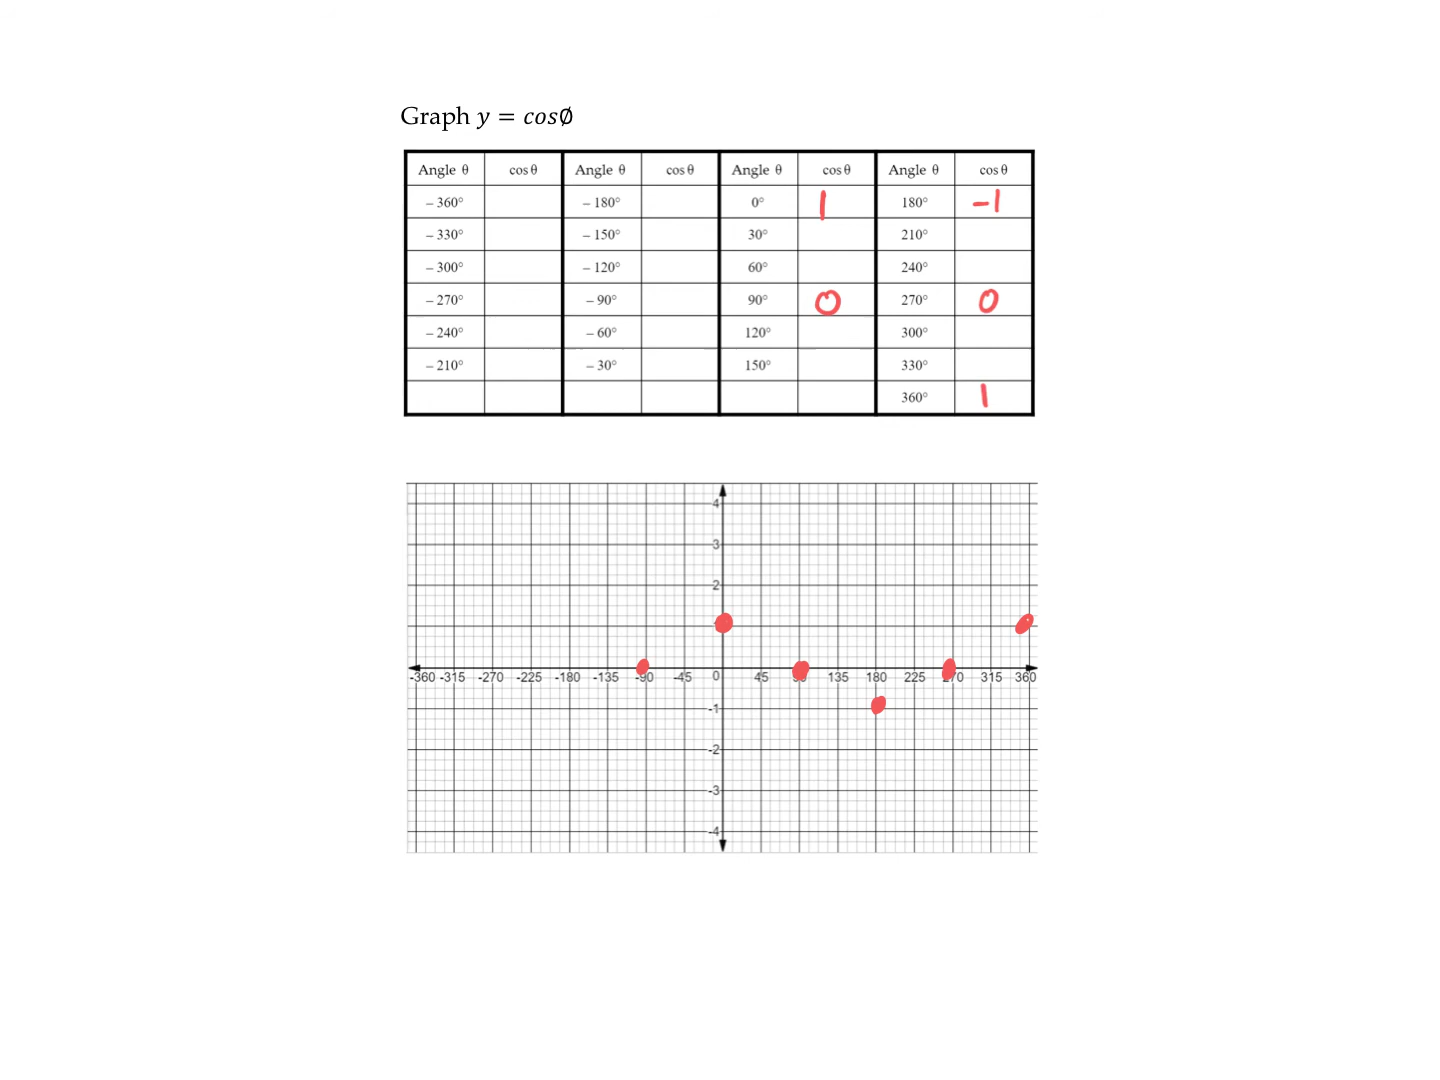 Graph y = cos∅
Angle θ cos θ Angle θ cos θ Angle θ cos θ Angle θ cos θ
– 360° – 180° 0° 1 180° -1
– 330° – 150° 30° 210°
– 300° – 120° 60° 240°
– 270° – 90° 90° 0 270° 0
– 240° – 60° 120° 300°
– 210° – 30° 150° 330°
360° 1
4
3
2
-360 -315 -270 -225 -180 -135 -90 -45 0 45 90 135 180 225 270 315 360
-1
-2
-3
-4